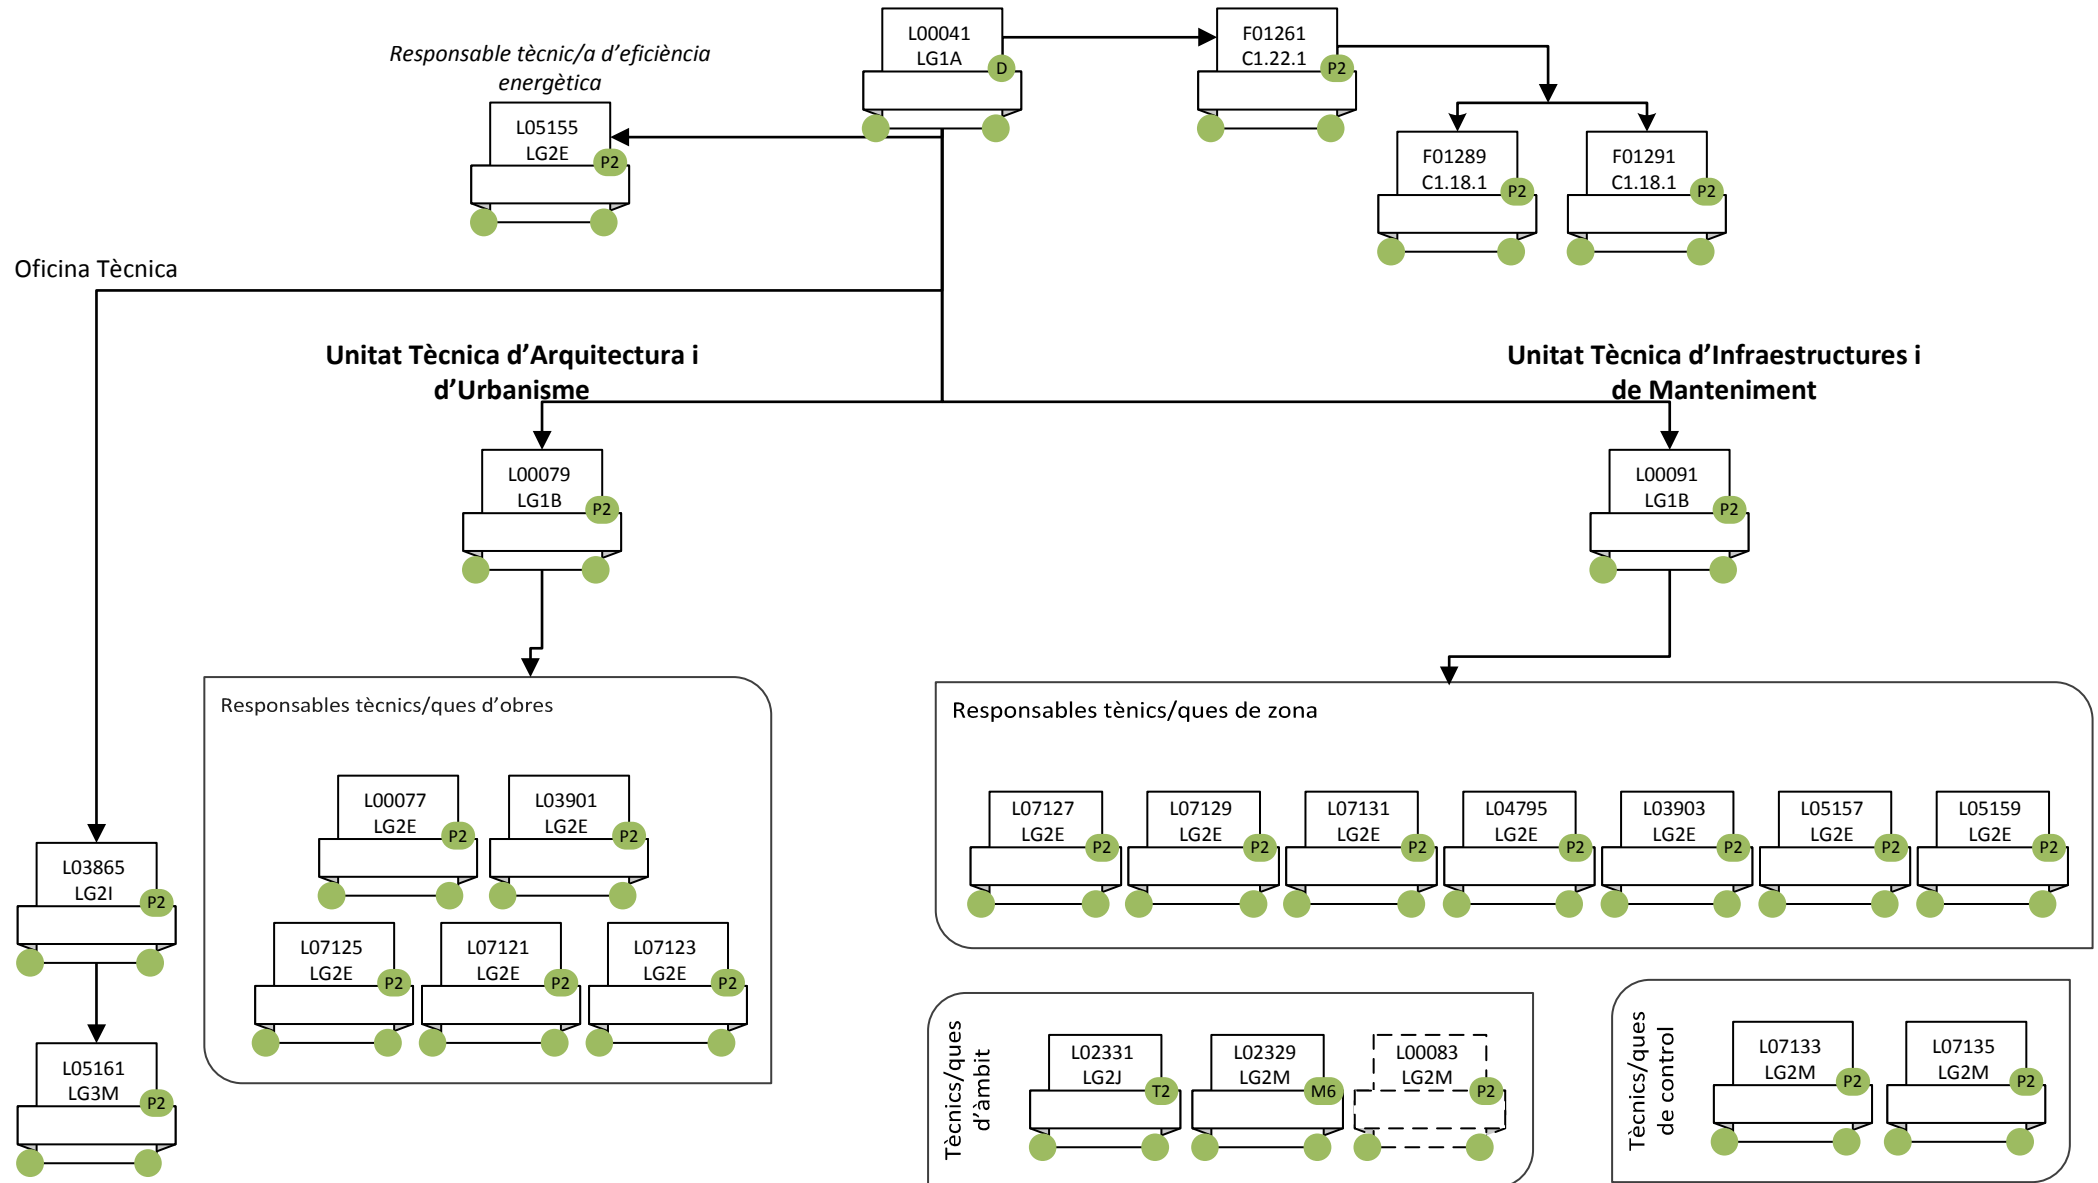 L00041
LG1A
D
F01261
C1.22.1
P2
Responsable tècnic/a d’eficiència
energètica
L05155
LG2E
P2
F01289
C1.18.1
P2
F01291
C1.18.1
P2
Oficina Tècnica
Unitat Tècnica d’Arquitectura i
d’Urbanisme
Unitat Tècnica d’Infraestructures i
de Manteniment
L00079
LG1B
P2
L00091
LG1B
P2
Responsables tècnics/ques d’obres
L00077
LG2E
P2
L03901
LG2E
P2
L07125
LG2E
P2
L07121
LG2E
P2
L07123
LG2E
P2
Responsables tènics/ques de zona
L07127
LG2E
P2
L07129
LG2E
P2
L07131
LG2E
P2
L04795
LG2E
P2
L03903
LG2E
P2
L05157
LG2E
P2
L05159
LG2E
P2
L03865
LG2I
P2
L05161
LG3M
P2
Tècnics/ques
d’àmbit
L02331
LG2J
T2
L02329
LG2M
M6
L00083
LG2M
P2
Tècnics/ques
de control
L07133
LG2M
P2
L07135
LG2M
P2